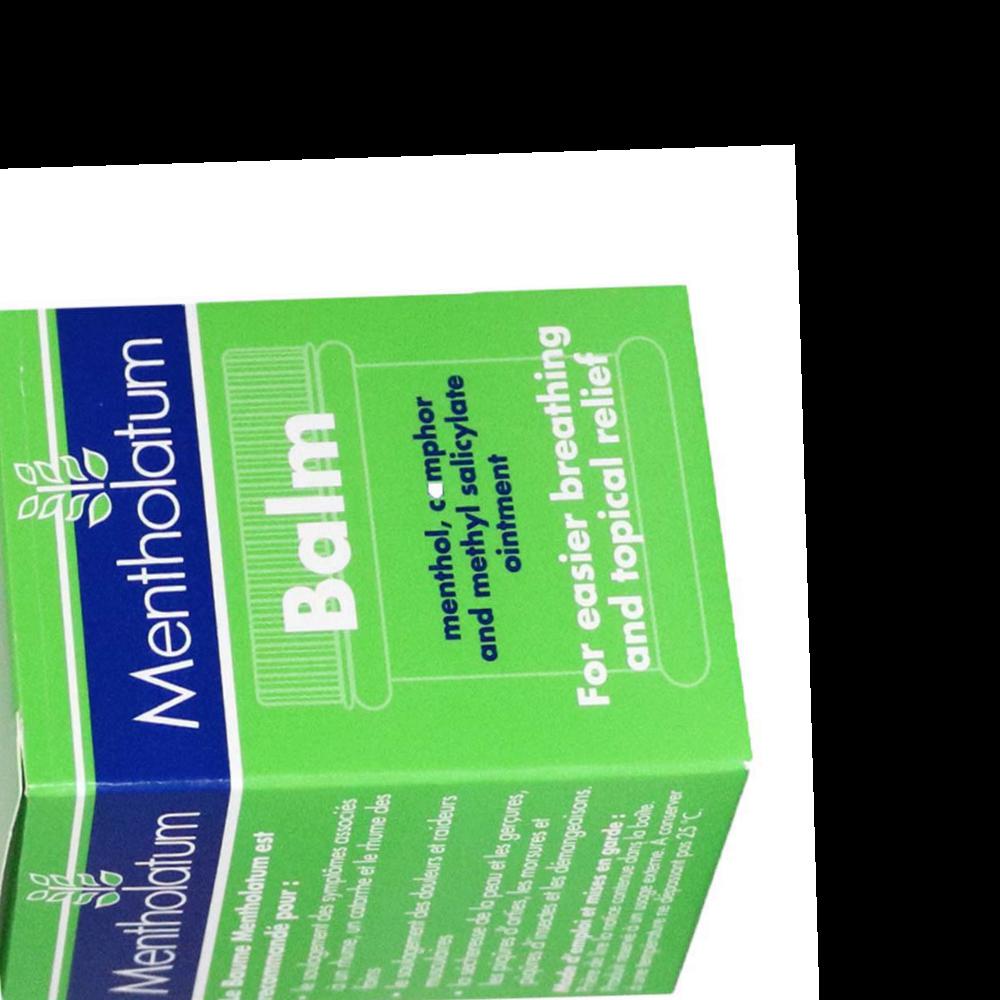 Mentholatum
Balm
menthol, camphor
and methyl salicylate
ointment
For easier breathing
and topical relief
Mentholatum
Le Baume Mentholatum est
recommandé pour :
• le soulagement des symptômes associés
à un rhume, un catarrhe et le rhume des
foins
• le soulagement des douleurs et raideurs
musculaires
• la sécheresse de la peau et les gerçures,
les piqûres d'orties, les morsures et
piqûres d'insectes et les démangeaisons.
Mode d'emploi et mises en garde :
contenue dans la boîte.
à un usage externe. À conserver
à une température ne dépassant pas 25 °C.